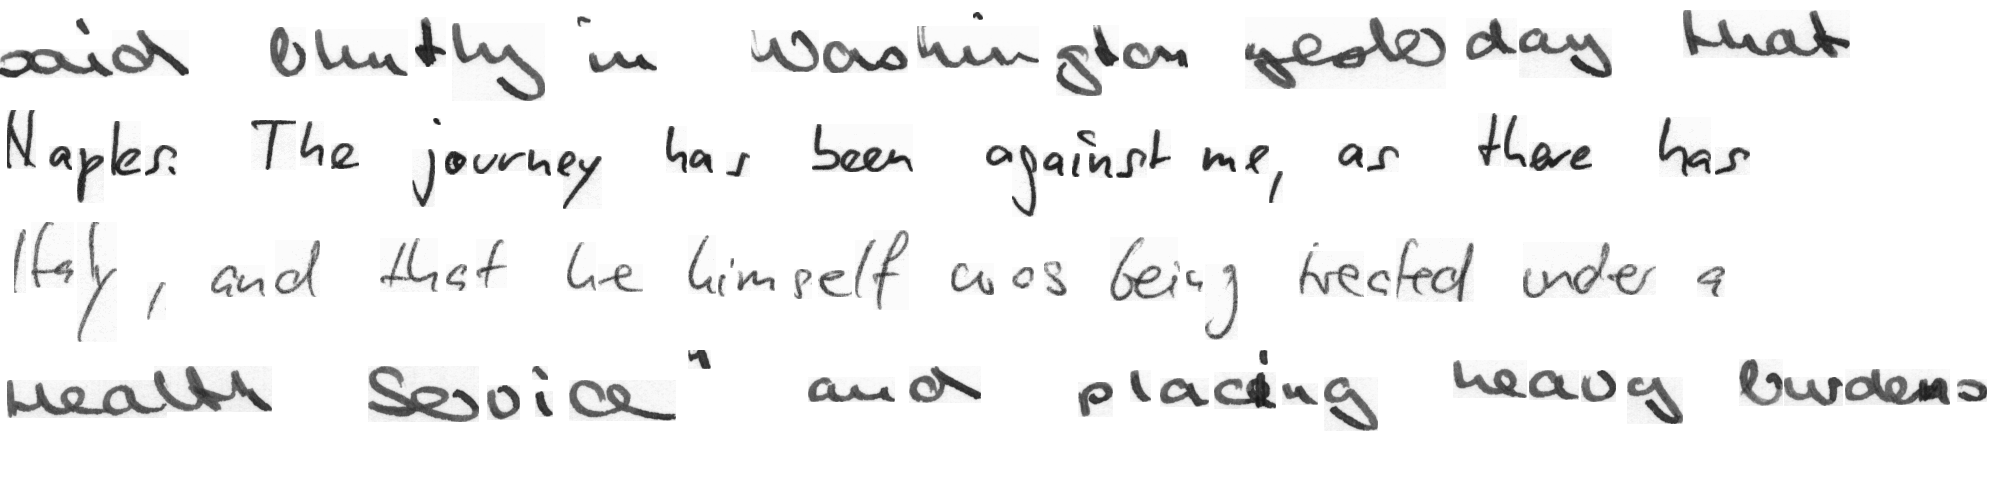 said bluntly in Washington yesterday that
Naples. The journey has been against me, as there has
Italy, and that he himself was being treated under a
Health Service" and placing heavy burdens